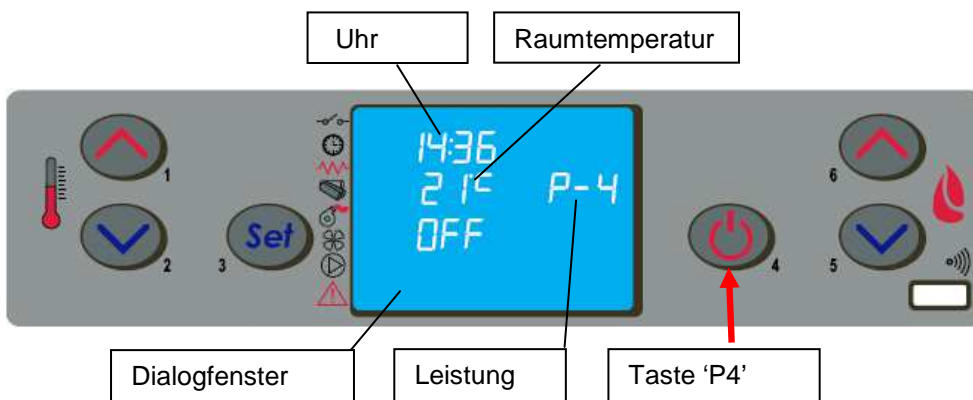 Uhr
Raumtemperatur
14:36
21°C P-4
OFF
1
2
3
Set
4
5
6
Dialogfenster
Leistung
Taste ‘P4’